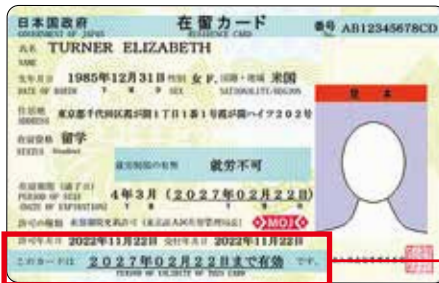 日本国政府 在留カード 番号 AB12345678CD
GOVERNMENT OF JAPAN RESIDENCE CARD
氏名 TURNER ELIZABETH
NAME
生年月日 1985年12月31日 性別 女 F. 国籍・地域 米国
DATE OF BIRTH Y M D SEX NATIONALITY/REGION
見本
住居地 東京都千代田区霞が関1丁目1番1号霞が関ハイツ202号
ADDRESS
在留資格 留学
STATUS Student
就労制限の有無 就労不可
在留期間(満了日) 4年3月(2027年02月22日)
PERIOD OF STAY
(DATE OF EXPIRATION) Y M Y M D
許可の種類 在留期間更新許可 MOJ
許可年月日 2022年11月22日 交付年月日 2022年11月22日
このカードは 2027年02月22日まで有効 です。
PERIOD OF VALIDITY OF THIS CARD